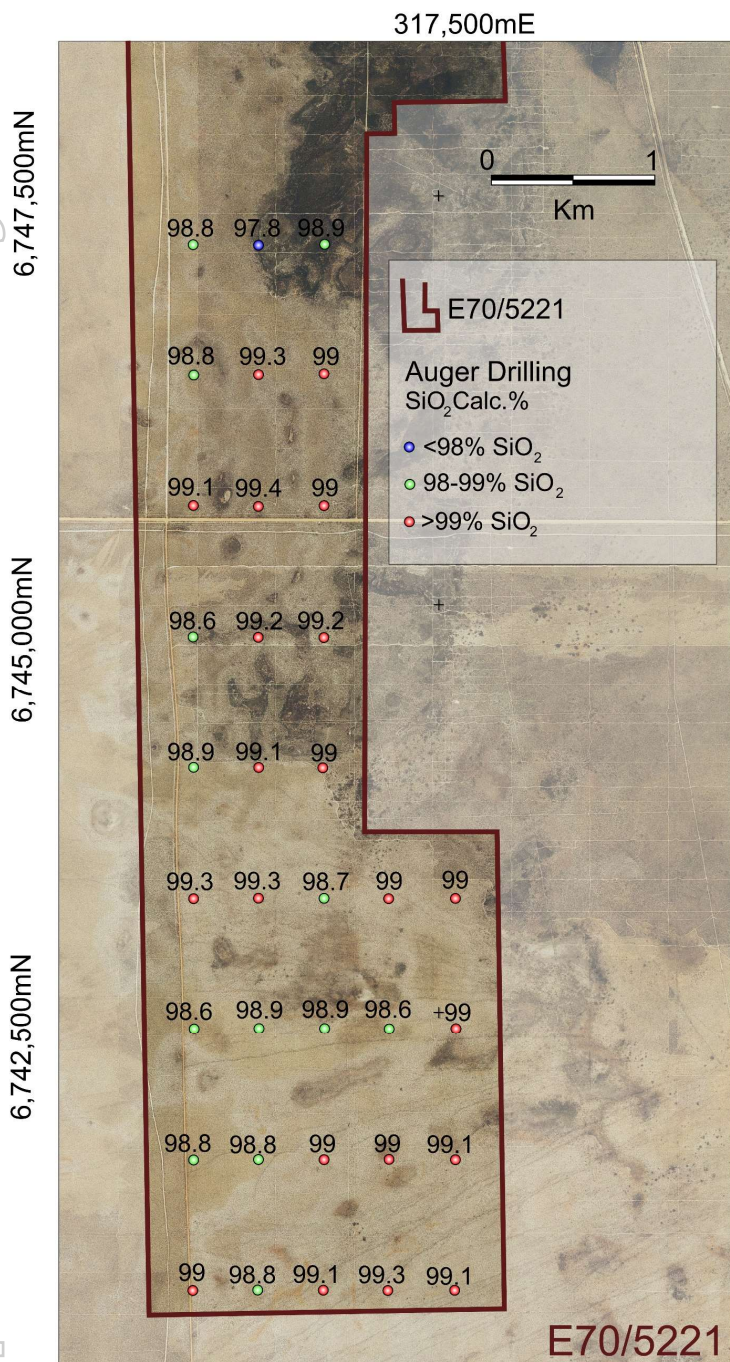 317,500mE
6,747,500mN
0 1
Km
98.8 97.8 98.9
E70/5221
98.8 99.3 99
Auger Drilling
SiO₂Calc.%
<98% SiO₂
98-99% SiO₂
>99% SiO₂
99.1 99.4 99
6,745,000mN
98.6 99.2 99.2
98.9 99.1 99
99.3 99.3 98.7 99 99
6,742,500mN
98.6 98.9 98.9 98.6 99
98.8 98.8 99 99 99.1
99 98.8 99.1 99.3 99.1
E70/5221